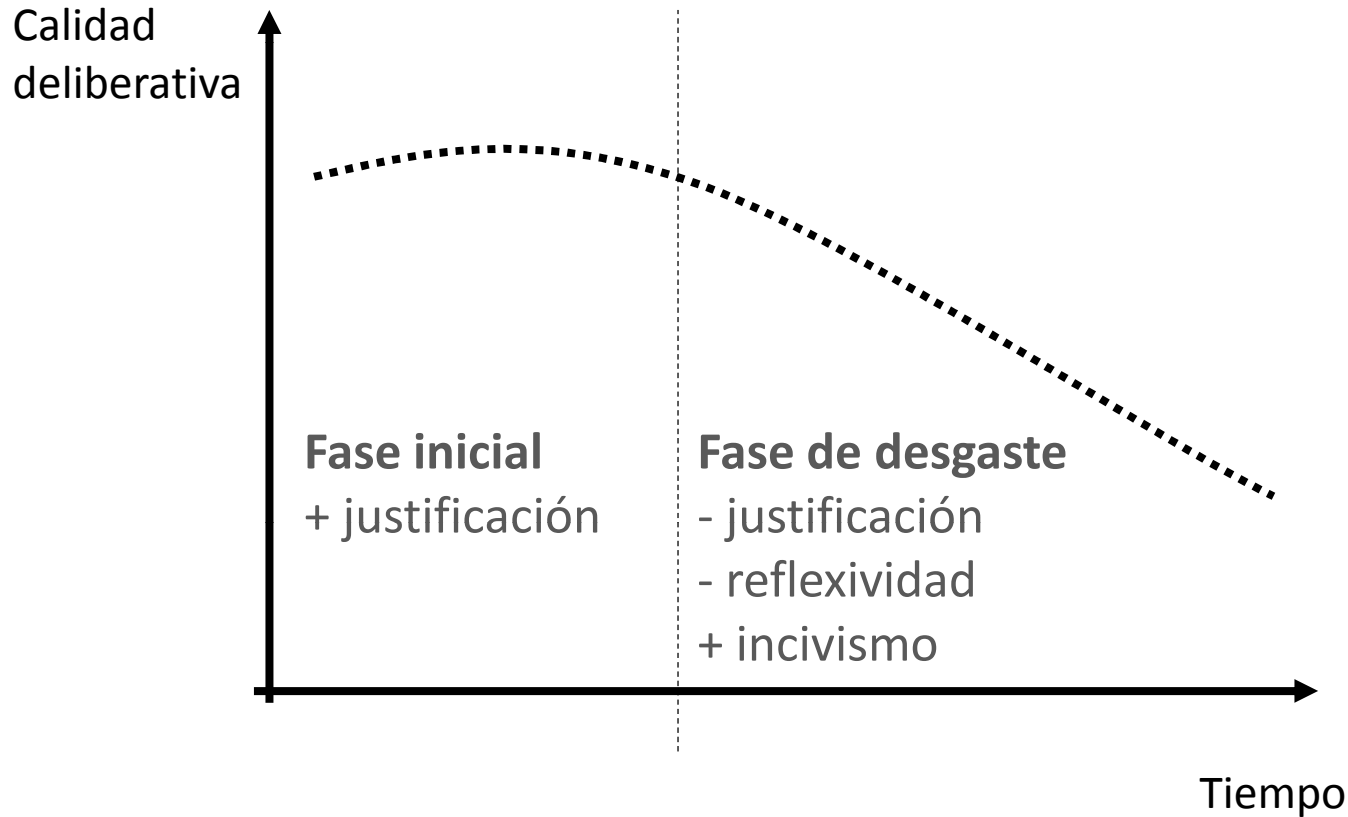 Calidad
deliberativa
Fase inicial
+ justificación
Fase de desgaste
- justificación
- reflexividad
+ incivismo
Tiempo